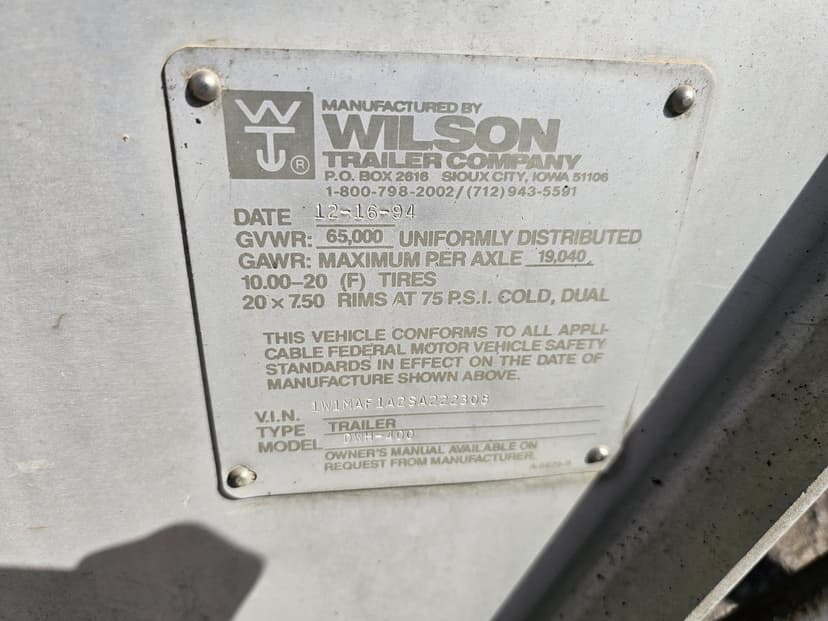 WT
®
MANUFACTURED BY
WILSON
TRAILER COMPANY
P.O. BOX 2616 SIOUX CITY, IOWA 51106
1-800-798-2002/(712) 943-5591
DATE 12-16-94
GVWR: 65,000 UNIFORMLY DISTRIBUTED
GAWR: MAXIMUM PER AXLE 19,040
10.00-20 (F) TIRES
20 x 7.50 RIMS AT 75 P.S.I. COLD, DUAL
THIS VEHICLE CONFORMS TO ALL APPLI-
CABLE FEDERAL MOTOR VEHICLE SAFETY
STANDARDS IN EFFECT ON THE DATE OF
MANUFACTURE SHOWN ABOVE.
V.I.N. 1W1MAF1A2SA222303
TYPE TRAILER
MODEL DWH-400
OWNER'S MANUAL AVAILABLE ON
REQUEST FROM MANUFACTURER.